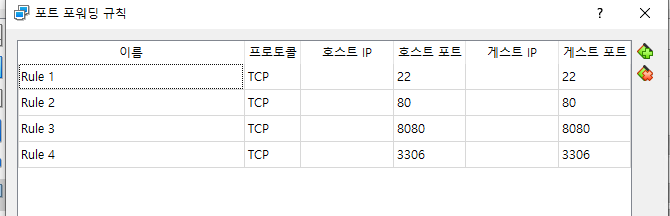 포트 포워딩 규칙
이름 프로토콜 호스트 IP 호스트 포트 게스트 IP 게스트 포트
Rule 1 TCP 22 22
Rule 2 TCP 80 80
Rule 3 TCP 8080 8080
Rule 4 TCP 3306 3306